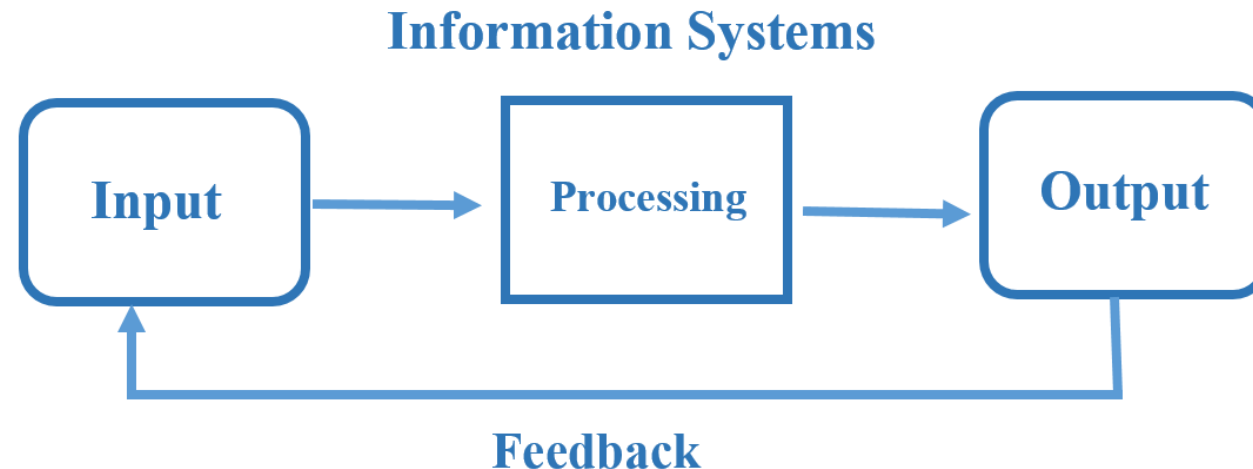 Information Systems
Input
Processing
Output
Feedback